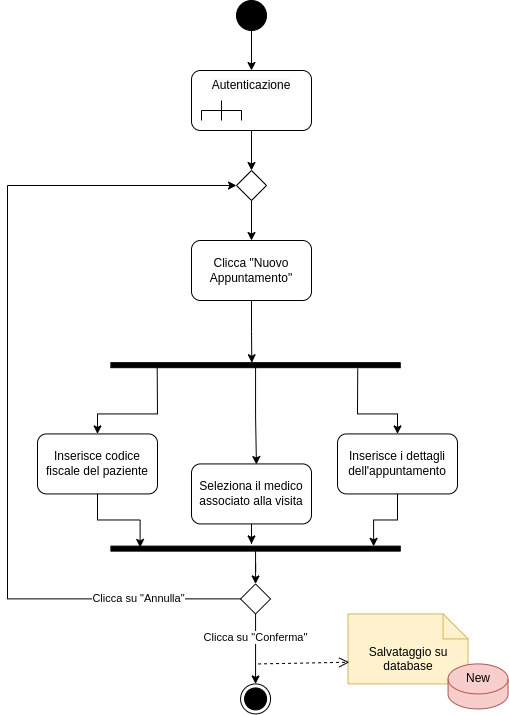 Autenticazione
Clicca "Nuovo
Appuntamento"
Inserisce codice
fiscale del paziente
Seleziona il medico
associato alla visita
Inserisce i dettagli
dell'appuntamento
Clicca su "Annulla"
Clicca su "Conferma"
Salvataggio su
database
New